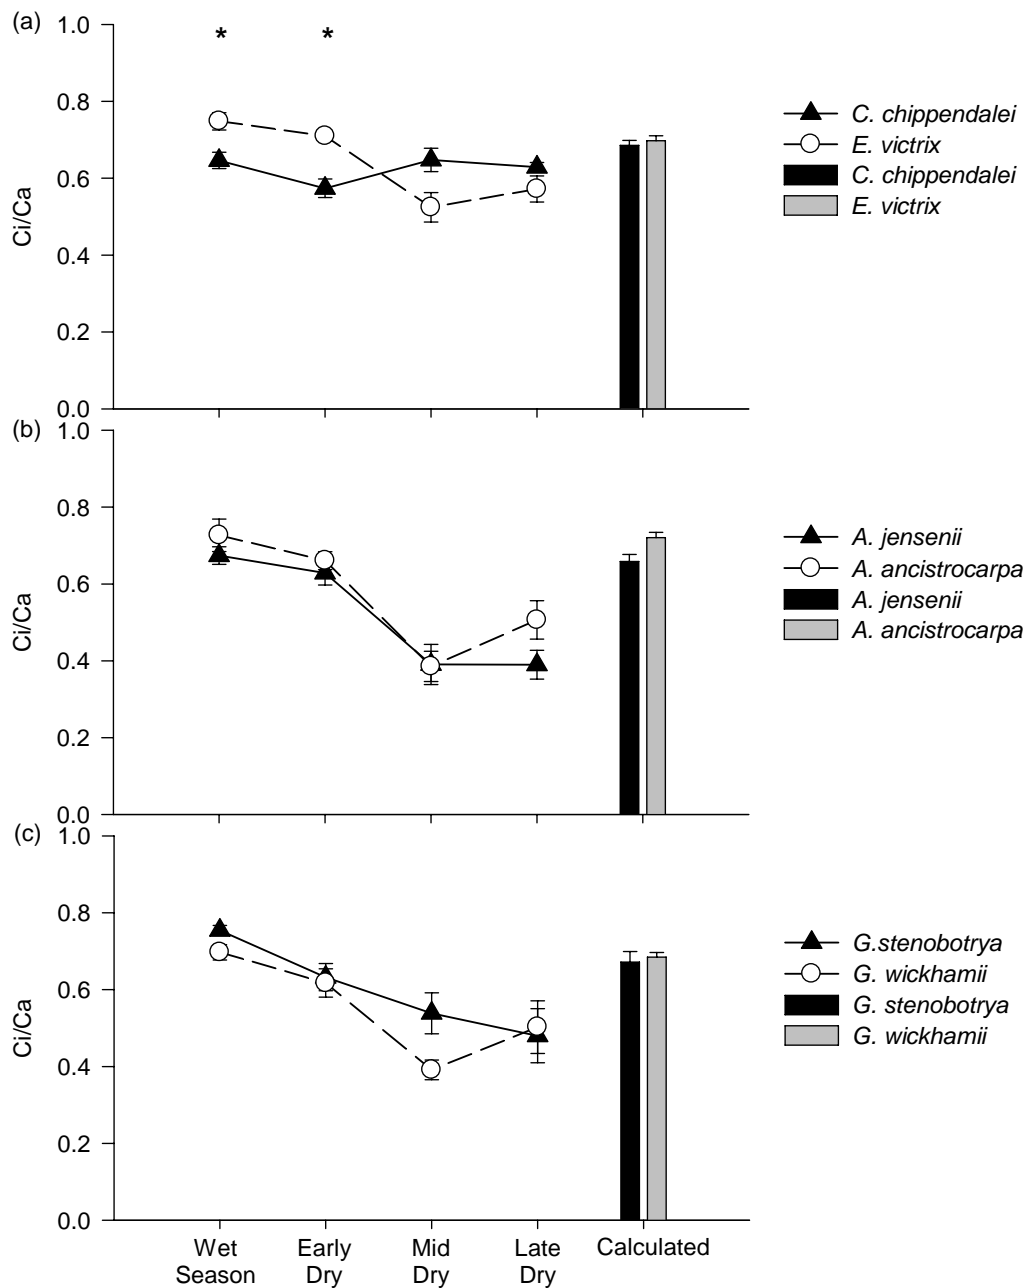 (a)
1.0
* *
0.8
0.6
0.4
0.2
0.0
Ci/Ca
C. chippendalei
E. victrix
C. chippendalei
E. victrix
(b)
1.0
0.8
0.6
0.4
0.2
0.0
Ci/Ca
A. jensenii
A. ancistrocarpa
A. jensenii
A. ancistrocarpa
(c)
1.0
0.8
0.6
0.4
0.2
0.0
Ci/Ca
G.stenobotrya
G. wickhamii
G. stenobotrya
G. wickhamii
Wet Early Mid Late Calculated
Season Dry Dry Dry